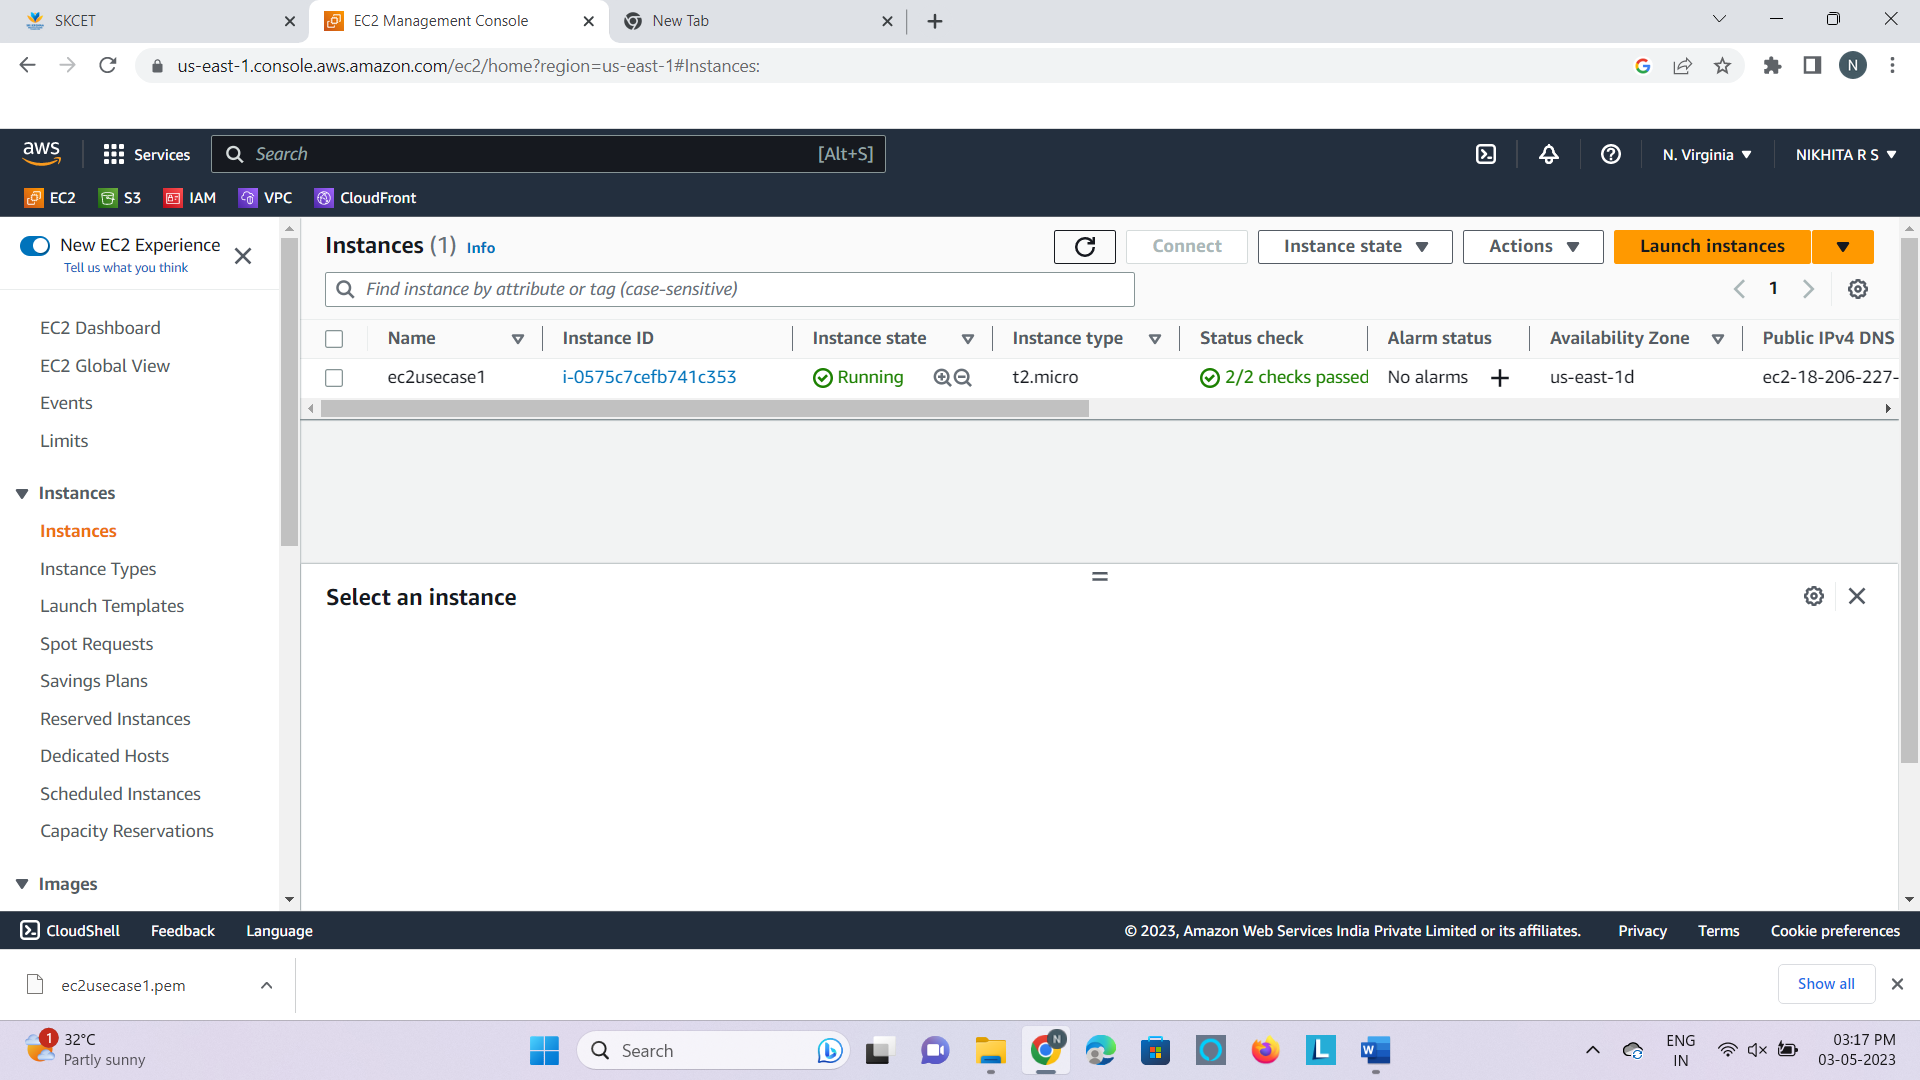 SKCET
EC2 Management Console
New Tab
us-east-1.console.aws.amazon.com/ec2/home?region=us-east-1#Instances:
N
aws
Services
Search
[Alt+S]
N. Virginia
NIKHITA R S
EC2
S3
IAM
VPC
CloudFront
New EC2 Experience
Tell us what you think
EC2 Dashboard
EC2 Global View
Events
Limits
Instances
Instances
Instance Types
Launch Templates
Spot Requests
Savings Plans
Reserved Instances
Dedicated Hosts
Scheduled Instances
Capacity Reservations
Images
Instances (1) Info
Connect
Instance state
Actions
Launch instances
Find instance by attribute or tag (case-sensitive)
1
Name Instance ID Instance state Instance type Status check Alarm status Availability Zone Public IPv4 DNS
ec2usecase1 i-0575c7cefb741c353 Running t2.micro 2/2 checks passed No alarms us-east-1d ec2-18-206-227-
Select an instance
CloudShell
Feedback
Language
© 2023, Amazon Web Services India Private Limited or its affiliates.
Privacy
Terms
Cookie preferences
ec2usecase1.pem
Show all
1
32°C
Partly sunny
Search
N
L
W
ENG
IN
03:17 PM
03-05-2023